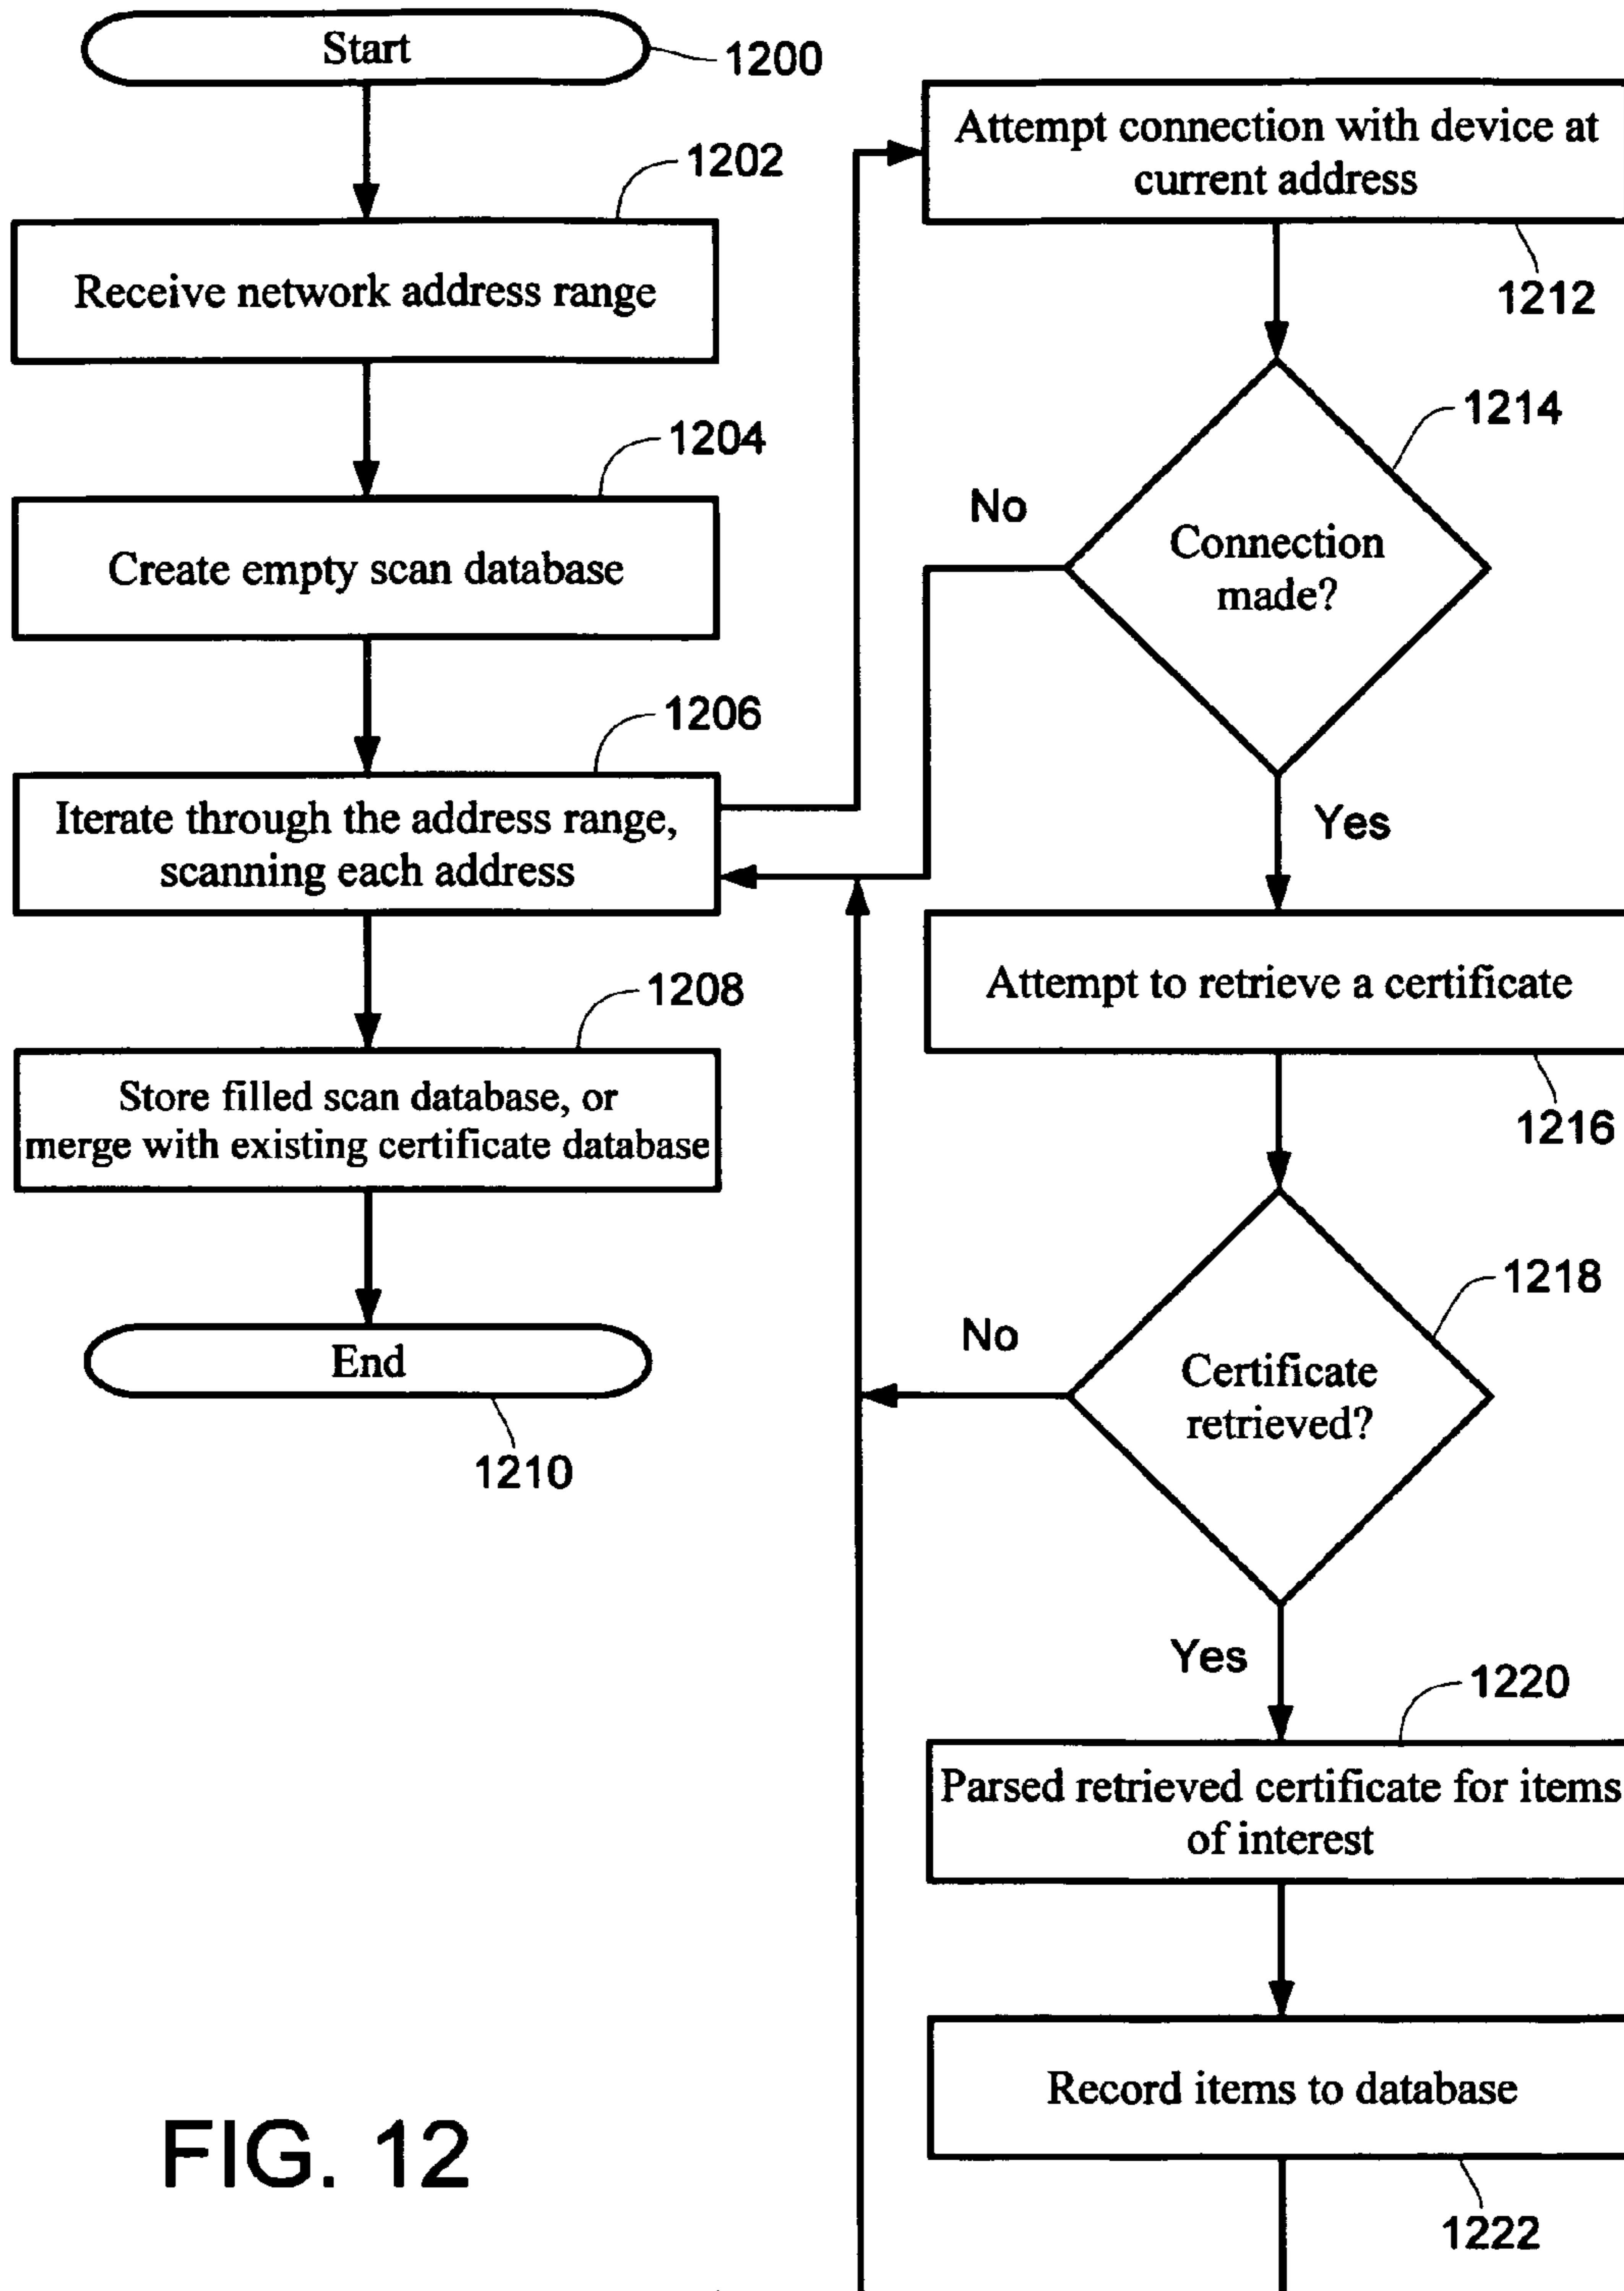 Start
1200
1202
Receive network address range
1204
Create empty scan database
1206
Iterate through the address range,
scanning each address
1208
Store filled scan database, or
merge with existing certificate database
End
1210
Attempt connection with device at
current address
1212
1214
No
Connection
made?
Yes
Attempt to retrieve a certificate
1216
1218
No
Certificate
retrieved?
Yes
1220
Parsed retrieved certificate for items
of interest
Record items to database
1222
FIG. 12